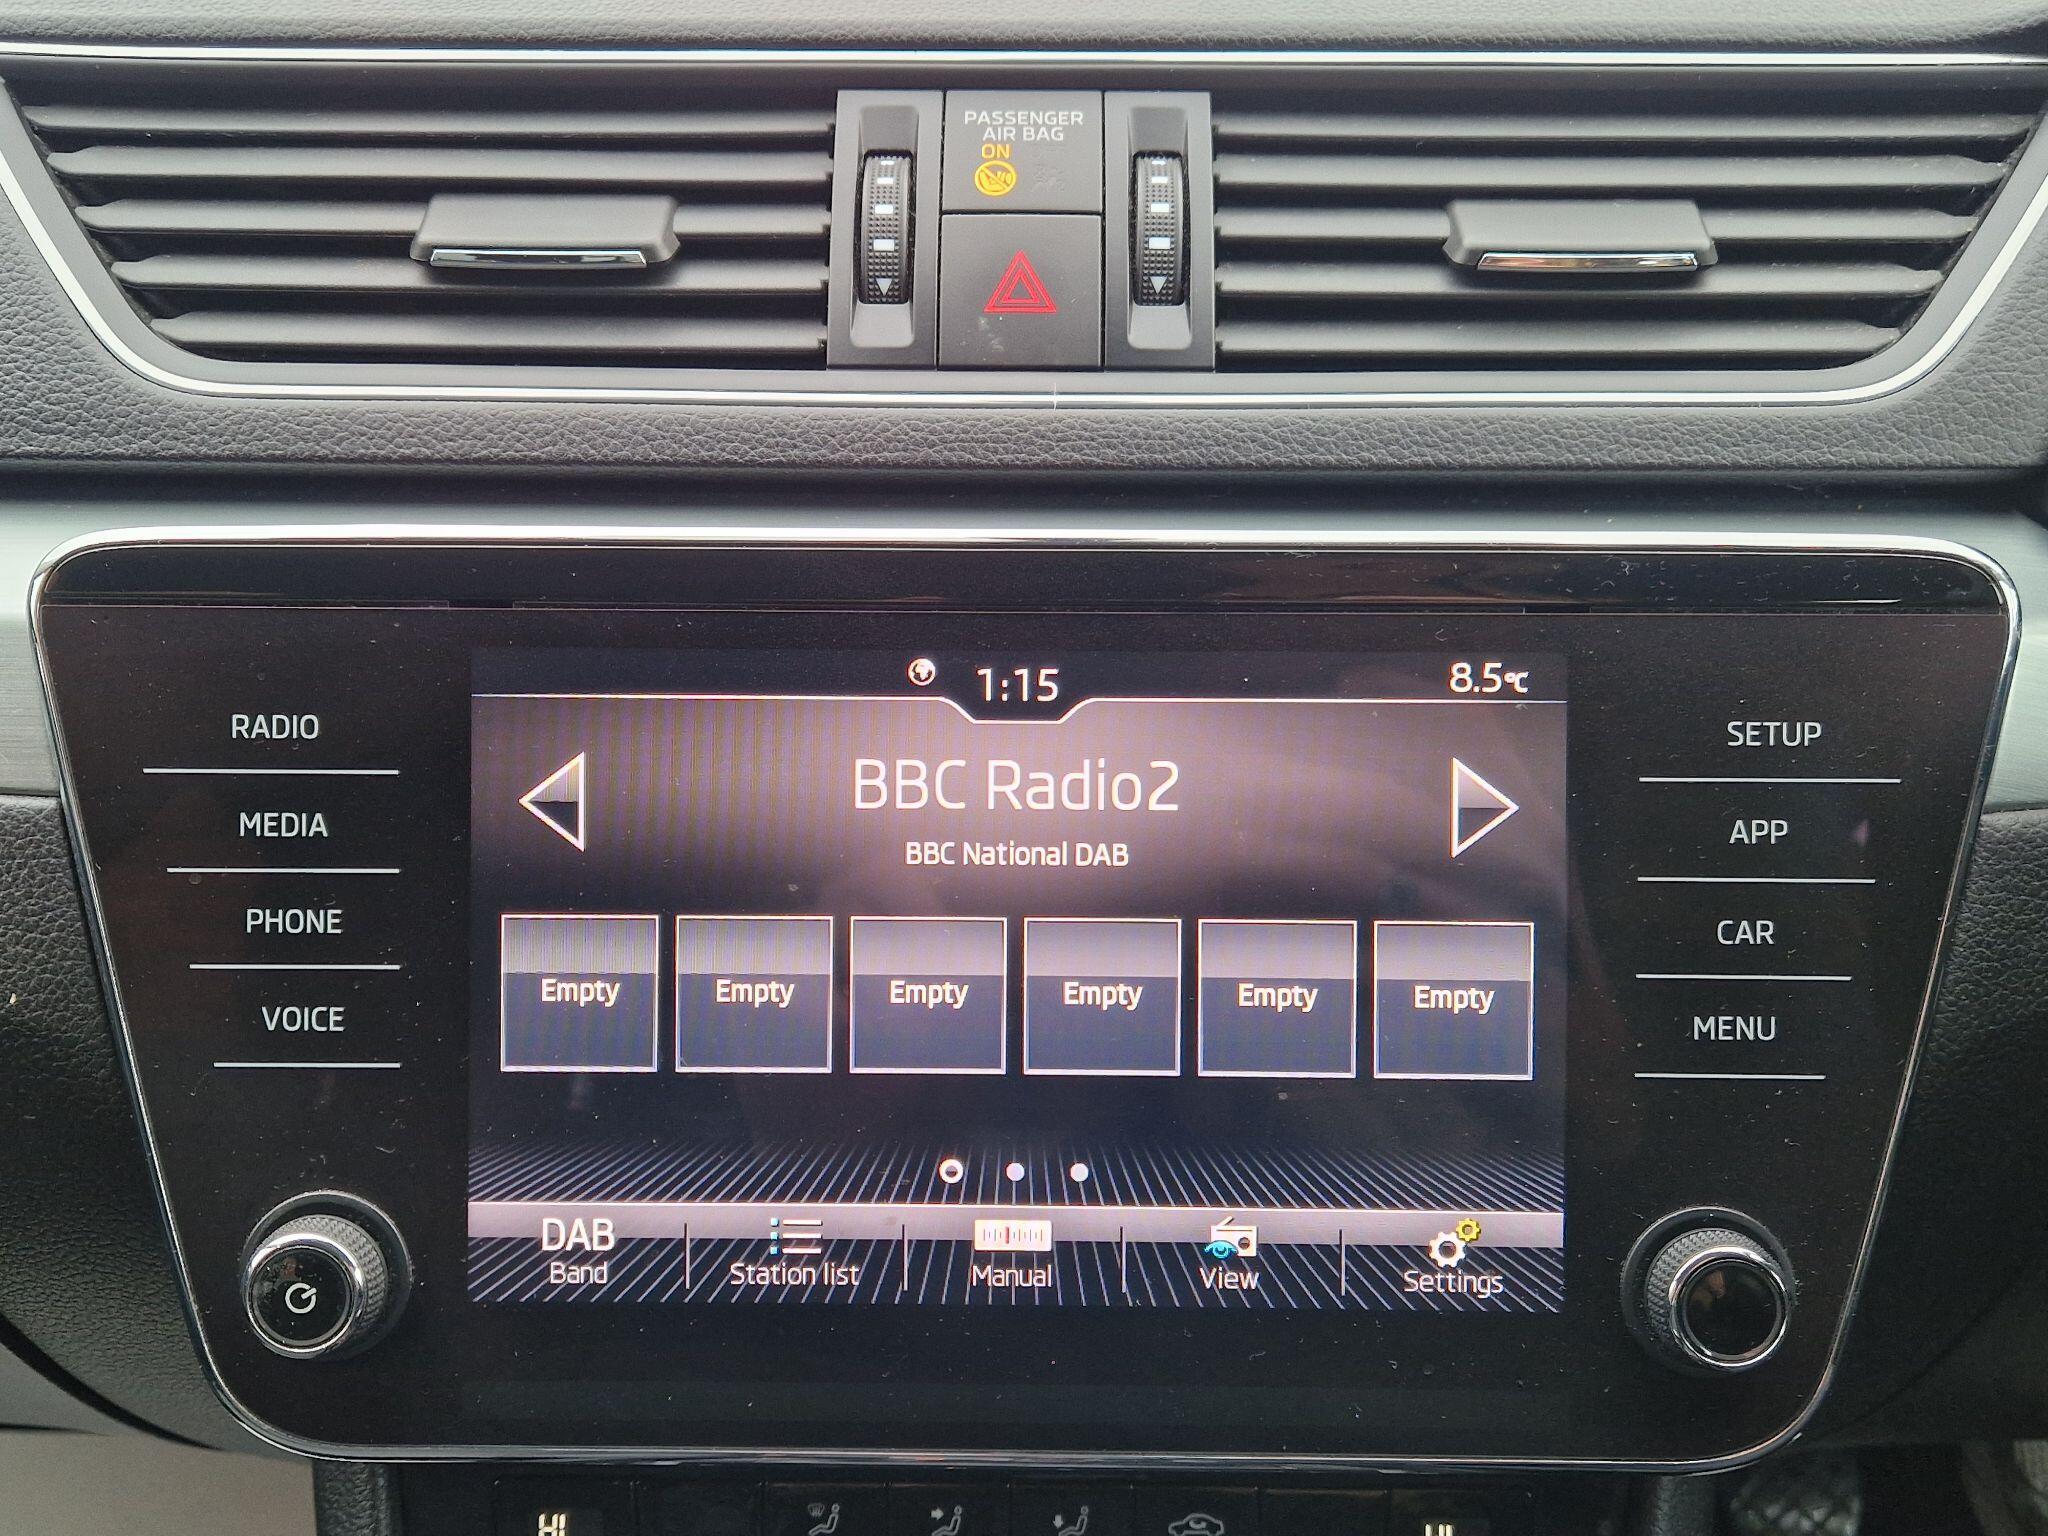 PASSENGER
AIR BAG
ON
1:15
8.5°C
RADIO
MEDIA
PHONE
VOICE
BBC Radio2
BBC National DAB
Empty Empty Empty Empty Empty Empty
DAB
Band
Station list
Manual
View
Settings
SETUP
APP
CAR
MENU